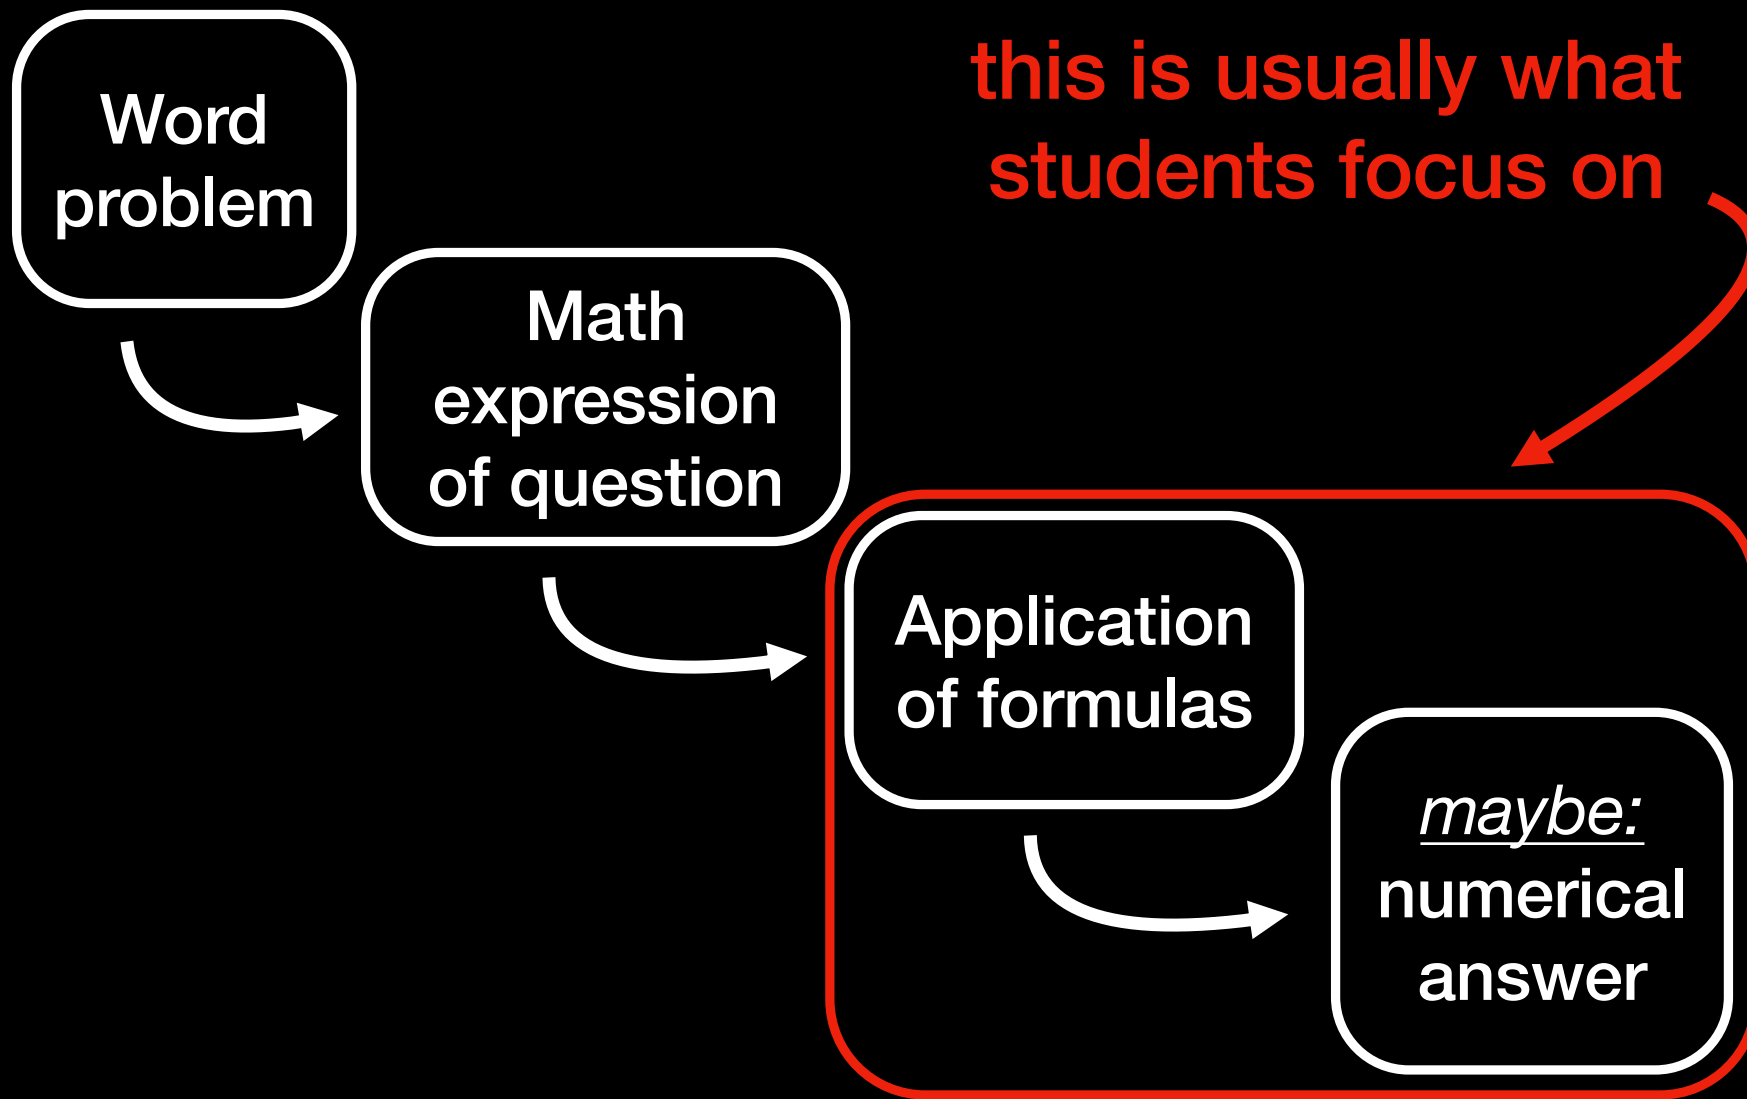 Word
problem
this is usually what
students focus on
Math
expression
of question
Application
of formulas
maybe:
numerical
answer